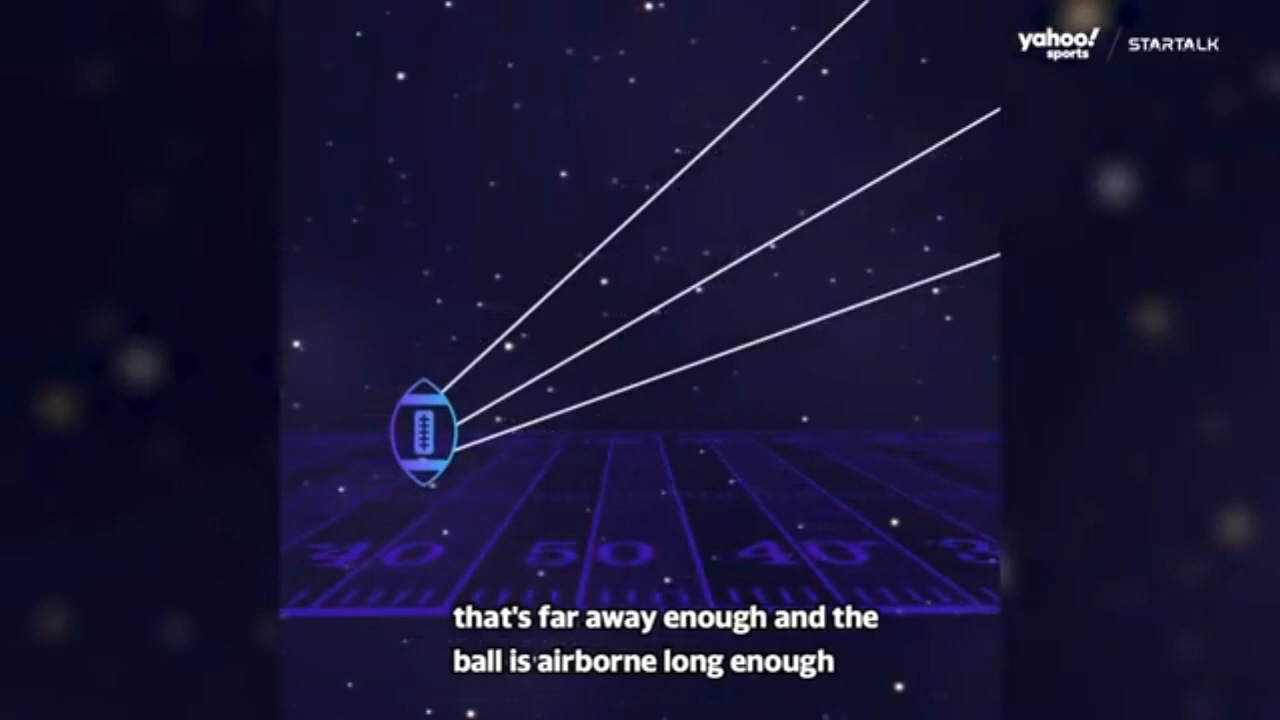 yahoo!
sports
STARTALK
40 50 40
that's far away enough and the
ball is airborne long enough